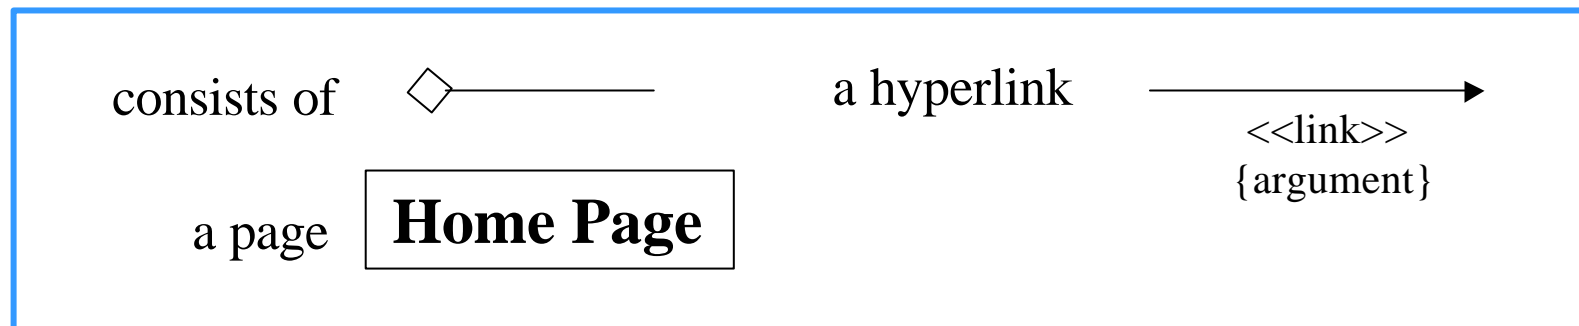 consists of
a hyperlink
<<link>>
{argument}
a page
Home Page